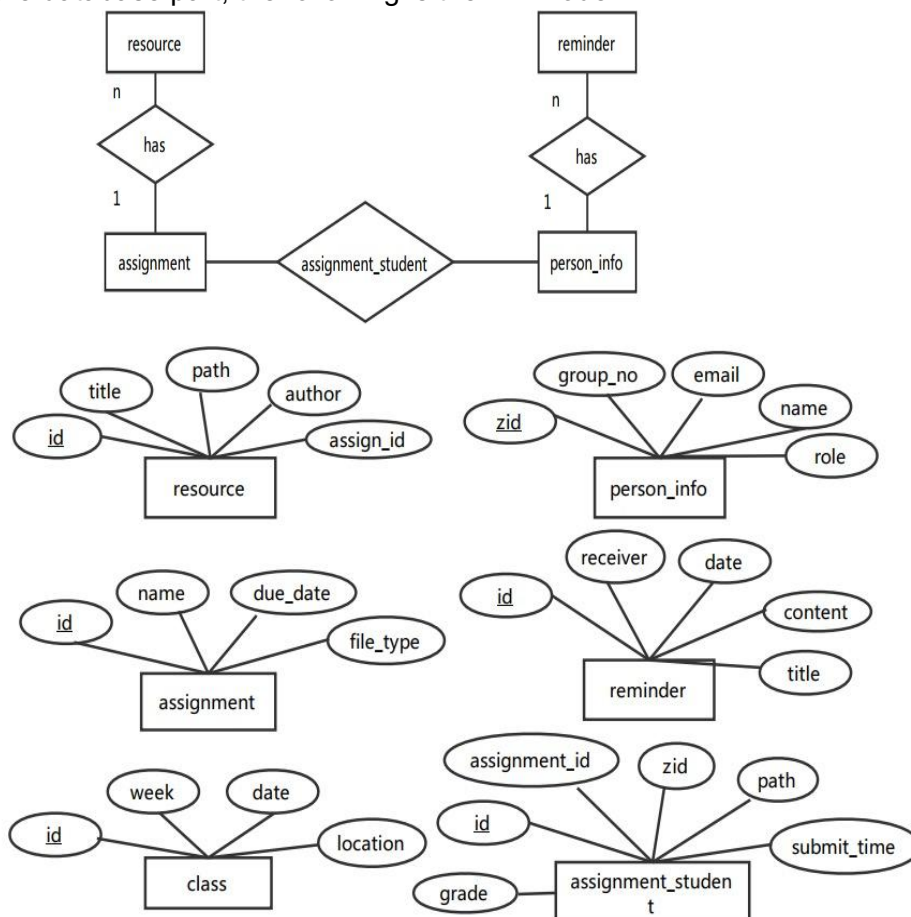 resource
reminder
n
n
has
has
1
1
assignment
assignment_student
person_info
path
group_no
email
title
author
name
id
assign_id
zid
role
resource
person_info
receiver
date
name
due_date
id
id
content
file_type
title
assignment
reminder
assignment_id
zid
week
date
path
id
id
location
submit_time
class
grade
assignment_studen
t